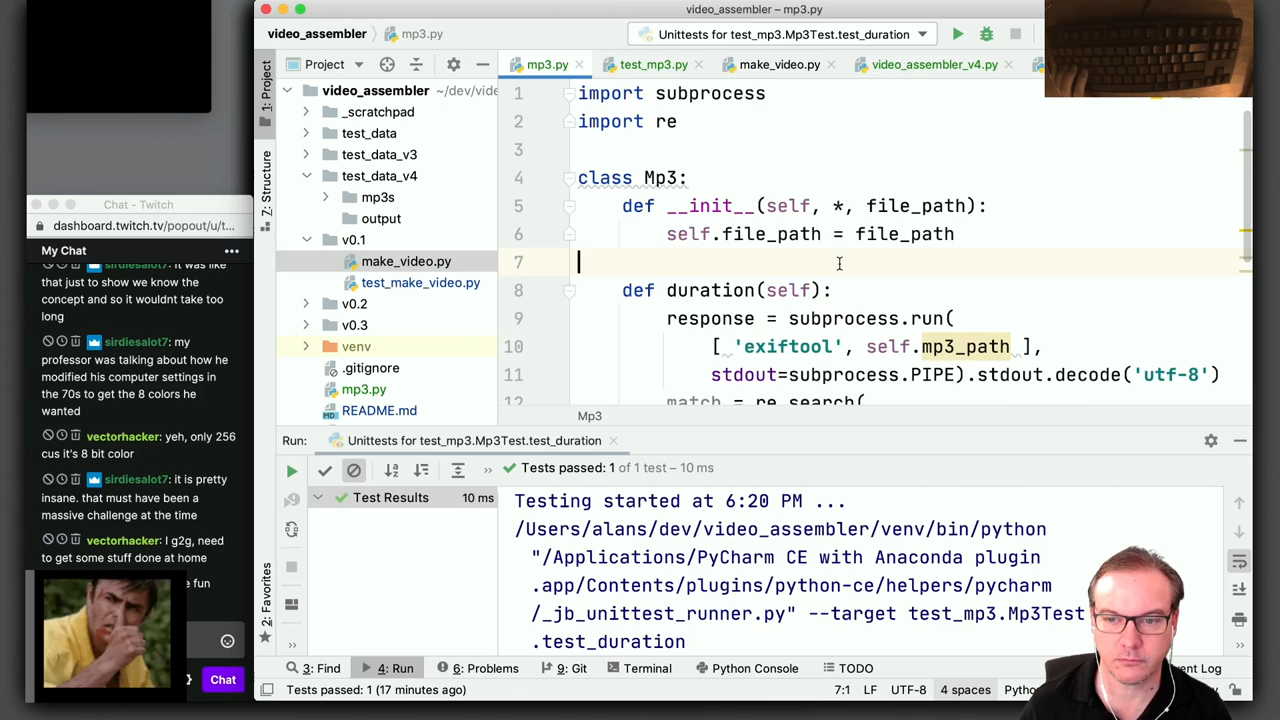 video_assembler – mp3.py
video_assembler
mp3.py
Unittests for test_mp3.Mp3Test.test_duration
1: Project
7: Structure
2: Favorites
Project
video_assembler ~/dev/vide
_scratchpad
test_data
test_data_v3
test_data_v4
mp3s
output
v0.1
make_video.py
test_make_video.py
v0.2
v0.3
venv
.gitignore
mp3.py
README.md
mp3.py
test_mp3.py
make_video.py
video_assembler_v4.py
1 import subprocess
2 import re
3
4 class Mp3:
5 def __init__(self, *, file_path):
6 self.file_path = file_path
7
8 def duration(self):
9 response = subprocess.run(
10 [ 'exiftool', self.mp3_path ],
11 stdout=subprocess.PIPE).stdout.decode('utf-8')
12 match = re.search(
Mp3
Run:
Unittests for test_mp3.Mp3Test.test_duration
Tests passed: 1 of 1 test – 10 ms
Test Results 10 ms
Testing started at 6:20 PM ...
/Users/alans/dev/video_assembler/venv/bin/python
"/Applications/PyCharm CE with Anaconda plugin
.app/Contents/plugins/python-ce/helpers/pycharm
/_jb_unittest_runner.py" --target test_mp3.Mp3Test
.test_duration
3: Find
4: Run
6: Problems
9: Git
Terminal
Python Console
TODO
Tests passed: 1 (17 minutes ago)
7:1 LF UTF-8 4 spaces
Chat - Twitch
dashboard.twitch.tv/popout/u/t...
My Chat
sirdiesalot7: it was like
that just to show we know the
concept and so it wouldnt take too
long
sirdiesalot7: my
professor was talking about how he
modified his computer settings in
the 70s to get the 8 colors he
wanted
vectorhacker: yeh, only 256
cus it's 8 bit color
sirdiesalot7: it is pretty
insane. that must have been a
massive challenge at the time
vectorhacker: I g2g, need
to get some stuff done at home
e fun
Chat